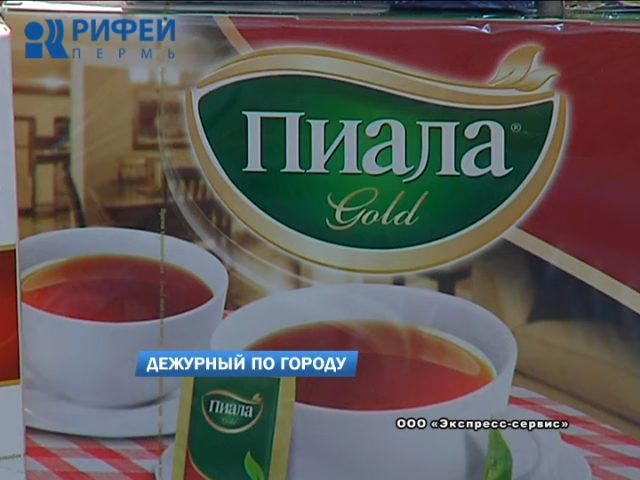 РИФЕЙ
ПЕРМЬ
ПИАЛА®
Gold
ДЕЖУРНЫЙ ПО ГОРОДУ
ПИАЛА
Gold
ООО «Экспресс-сервис»